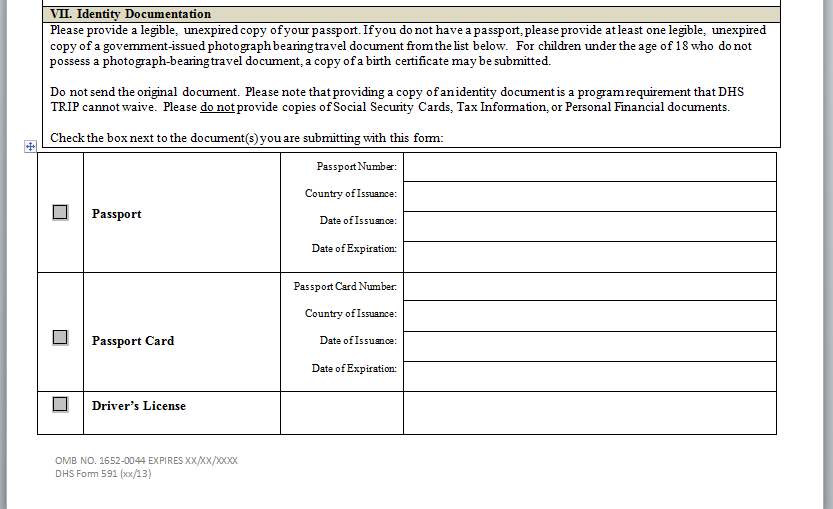 VII. Identity Documentation
Please provide a legible, unexpired copy of your passport. If you do not have a passport, please provide at least one legible, unexpired
copy of a government-issued photograph bearing travel document from the list below. For children under the age of 18 who do not
possess a photograph-bearing travel document, a copy of a birth certificate may be submitted.
Do not send the original document. Please note that providing a copy of an identity document is a program requirement that DHS
TRIP cannot waive. Please do not provide copies of Social Security Cards, Tax Information, or Personal Financial documents.
Check the box next to the document(s) you are submitting with this form:
Passport Number:
Country of Issuance:
Passport
Date of Issuance:
Date of Expiration:
Passport Card Number:
Country of Issuance:
Passport Card
Date of Issuance:
Date of Expiration:
Driver's License
OMB NO. 1652-0044 EXPIRES XX/XX/XXXX
DHS Form 591 (xx/13)